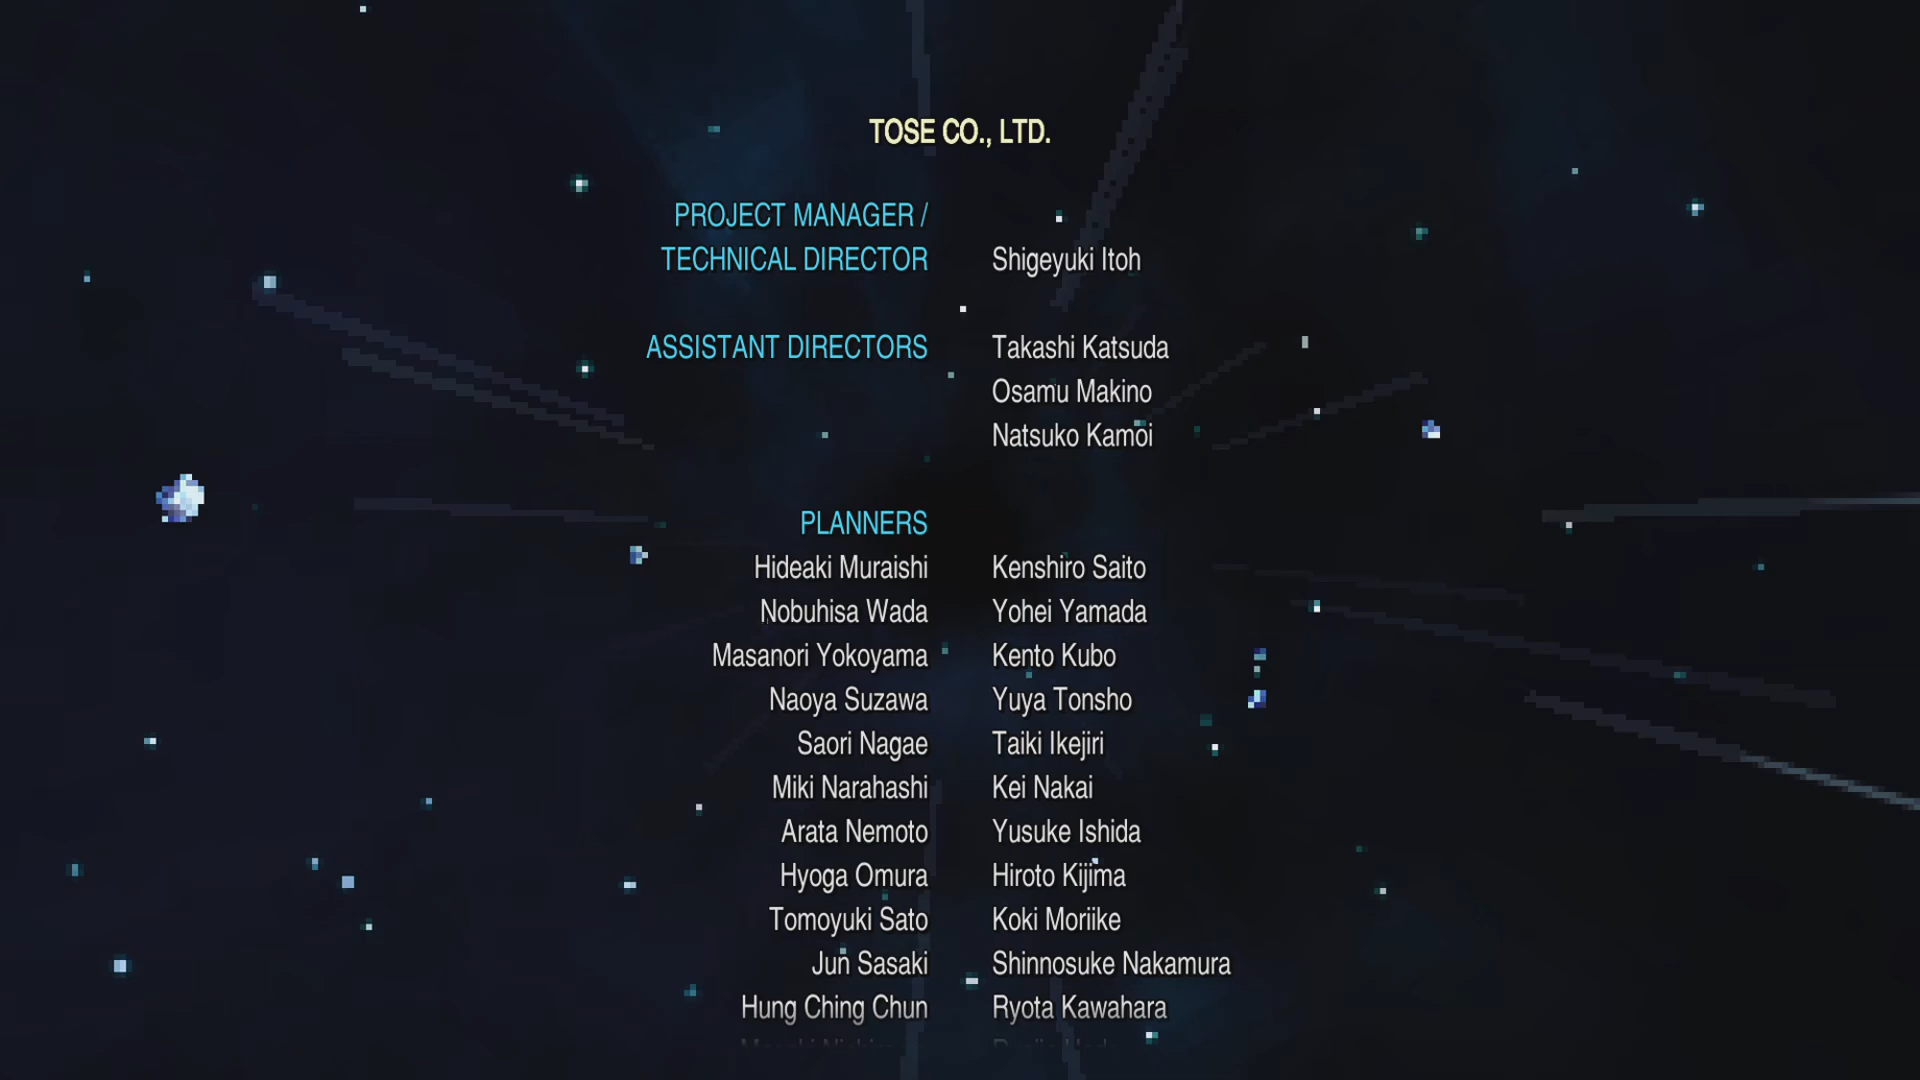 TOSE CO., LTD.
PROJECT MANAGER /
TECHNICAL DIRECTOR Shigeyuki Itoh
ASSISTANT DIRECTORS Takashi Katsuda
Osamu Makino
Natsuko Kamoi
PLANNERS
Hideaki Muraishi Kenshiro Saito
Nobuhisa Wada Yohei Yamada
Masanori Yokoyama Kento Kubo
Naoya Suzawa Yuya Tonsho
Saori Nagae Taiki Ikejiri
Miki Narahashi Kei Nakai
Arata Nemoto Yusuke Ishida
Hyoga Omura Hiroto Kijima
Tomoyuki Sato Koki Moriike
Jun Sasaki Shinnosuke Nakamura
Hung Ching Chun Ryota Kawahara